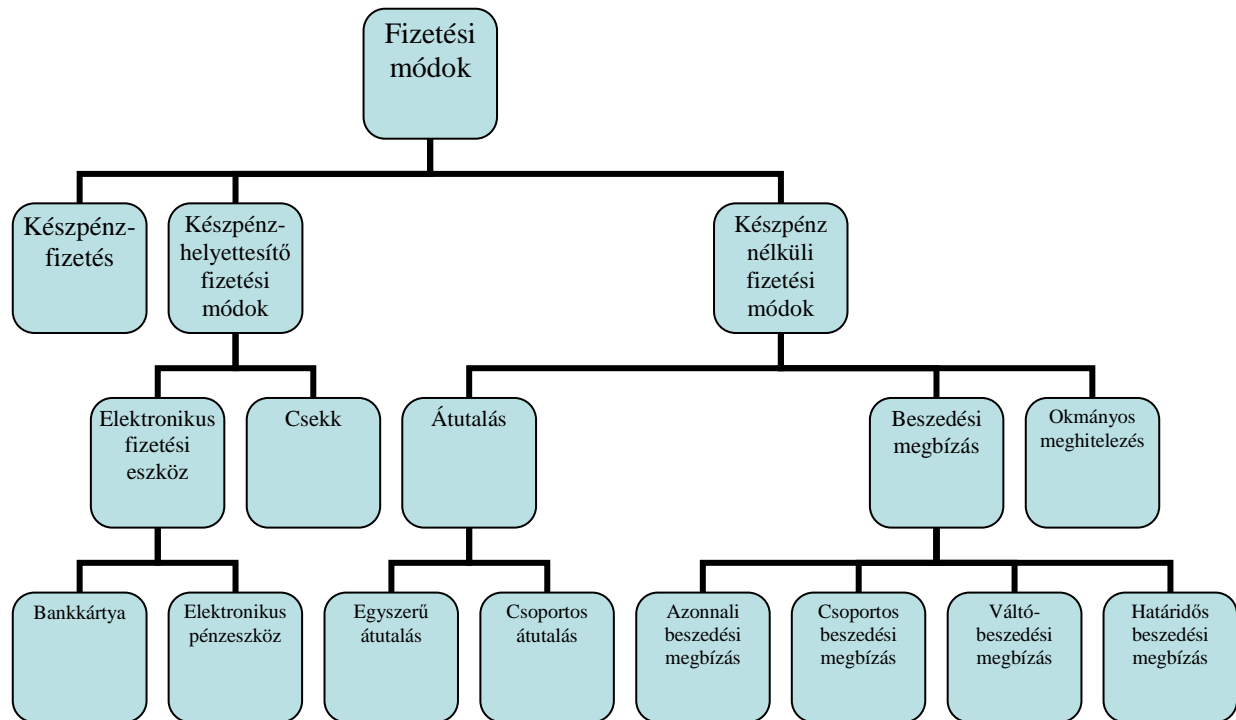 Fizetési
módok
Készpénz-
fizetés
Készpénz-
helyettesítő
fizetési
módok
Készpénz
nélküli
fizetési
módok
Elektronikus
fizetési
eszköz
Csekk
Átutalás
Beszedési
megbízás
Okmányos
meghitelezés
Bankkártya
Elektronikus
pénzeszköz
Egyszerű
átutalás
Csoportos
átutalás
Azonnali
beszedési
megbízás
Csoportos
beszedési
megbízás
Váltó-
beszedési
megbízás
Határidős
beszedési
megbízás